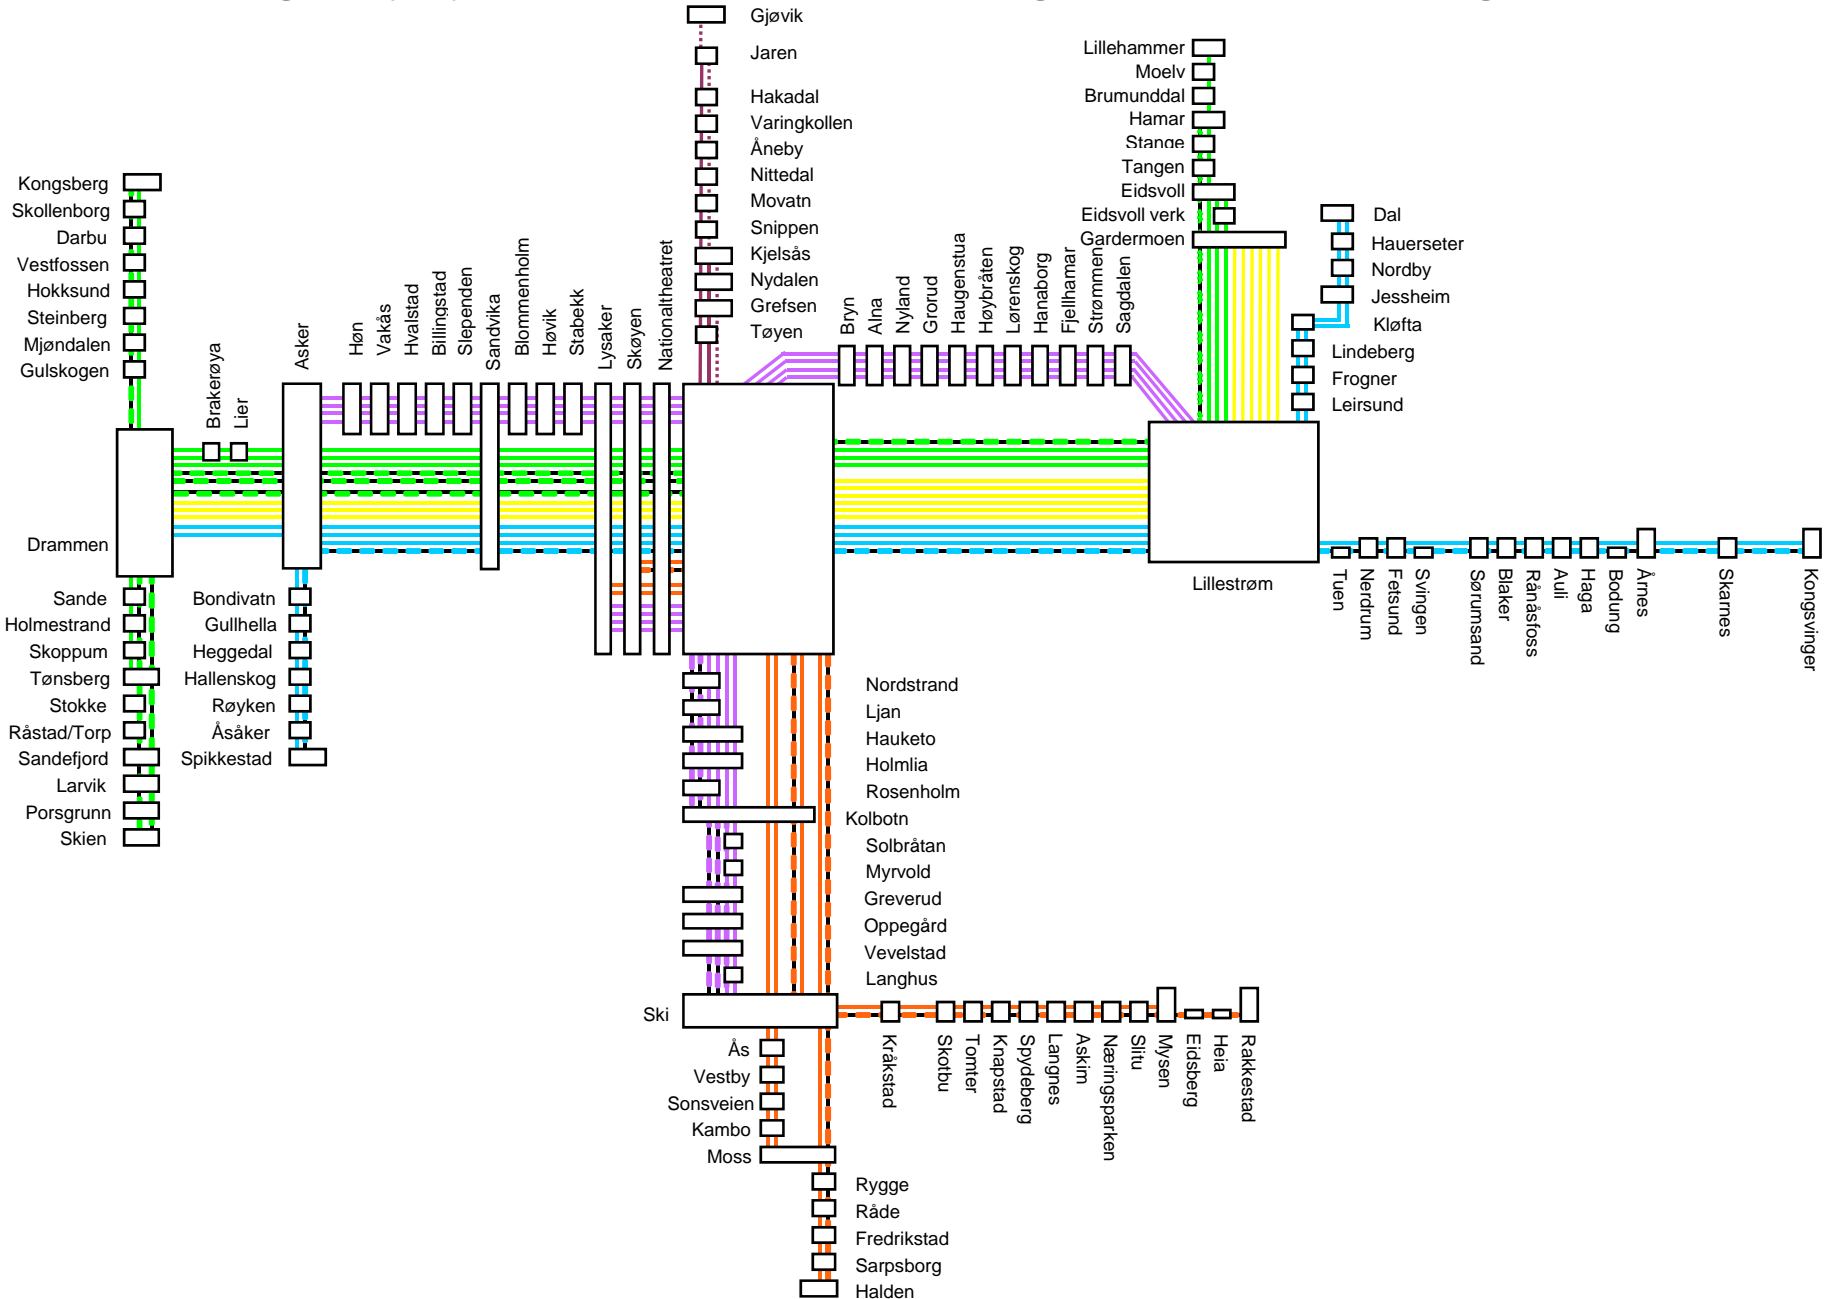 Gjøvik
Jaren
Hakadal
Varingkollen
Åneby
Nittedal
Movatn
Snippen
Kjelsås
Nydalen
Grefsen
Tøyen
Lillehammer
Moelv
Brumunddal
Hamar
Stange
Tangen
Eidsvoll
Eidsvoll verk
Gardermoen
Dal
Hauerseter
Nordby
Jessheim
Kløfta
Lindeberg
Frogner
Leirsund
Kongsberg
Skollenborg
Darbu
Vestfossen
Hokksund
Steinberg
Mjøndalen
Gulskogen
Brakerøya
Lier
Asker
Høn
Vakås
Hvalstad
Billingstad
Slependen
Sandvika
Blommenholm
Høvik
Stabekk
Lysaker
Skøyen
Nationaltheatret
Bryn
Alna
Nyland
Grorud
Haugenstua
Høybråten
Lørenskog
Hanaborg
Fjellhamar
Strømmen
Sagdalen
Drammen
Lillestrøm
Tuen
Nerdrum
Fetsund
Svingen
Sørumsand
Blaker
Rånåsfoss
Auli
Haga
Bodung
Årnes
Skarnes
Kongsvinger
Sande
Holmestrand
Skoppum
Tønsberg
Stokke
Råstad/Torp
Sandefjord
Larvik
Porsgrunn
Skien
Bondivatn
Gullhella
Heggedal
Hallenskog
Røyken
Åsåker
Spikkestad
Nordstrand
Ljan
Hauketo
Holmlia
Rosenholm
Kolbotn
Solbråtan
Myrvold
Greverud
Oppegård
Vevelstad
Langhus
Ski
Kråkstad
Skotbu
Tomter
Knapstad
Spydeberg
Langnes
Askim
Næringsparken
Slitu
Mysen
Eidsberg
Heia
Rakkestad
Ås
Vestby
Sonsveien
Kambo
Moss
Rygge
Råde
Fredrikstad
Sarpsborg
Halden